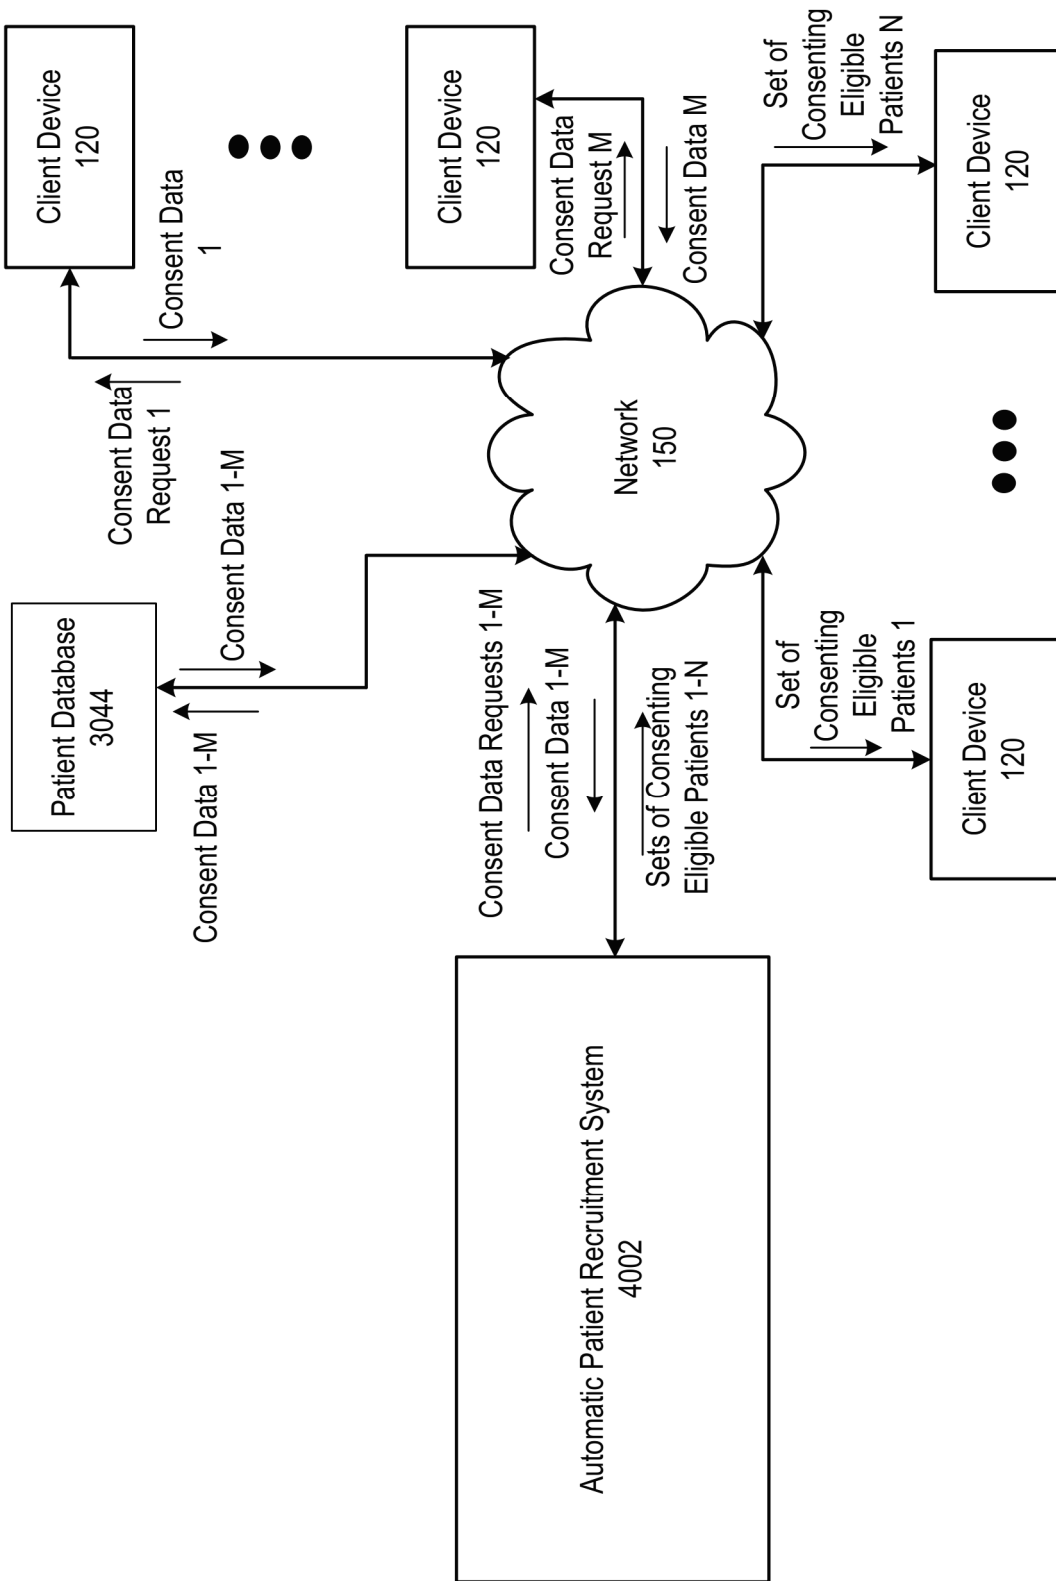 Client Device
120
Client Device
120
Consent Data
1
Consent Data
Request 1
Consent Data
Request M
Consent Data M
Set of
Consenting
Eligible
Patients N
Client Device
120
Patient Database
3044
Consent Data 1-M
Consent Data 1-M
Network
150
Consent Data Requests 1-M
Consent Data 1-M
Sets of Consenting
Eligible Patients 1-N
Set of
Consenting
Eligible
Patients 1
Client Device
120
Automatic Patient Recruitment System
4002